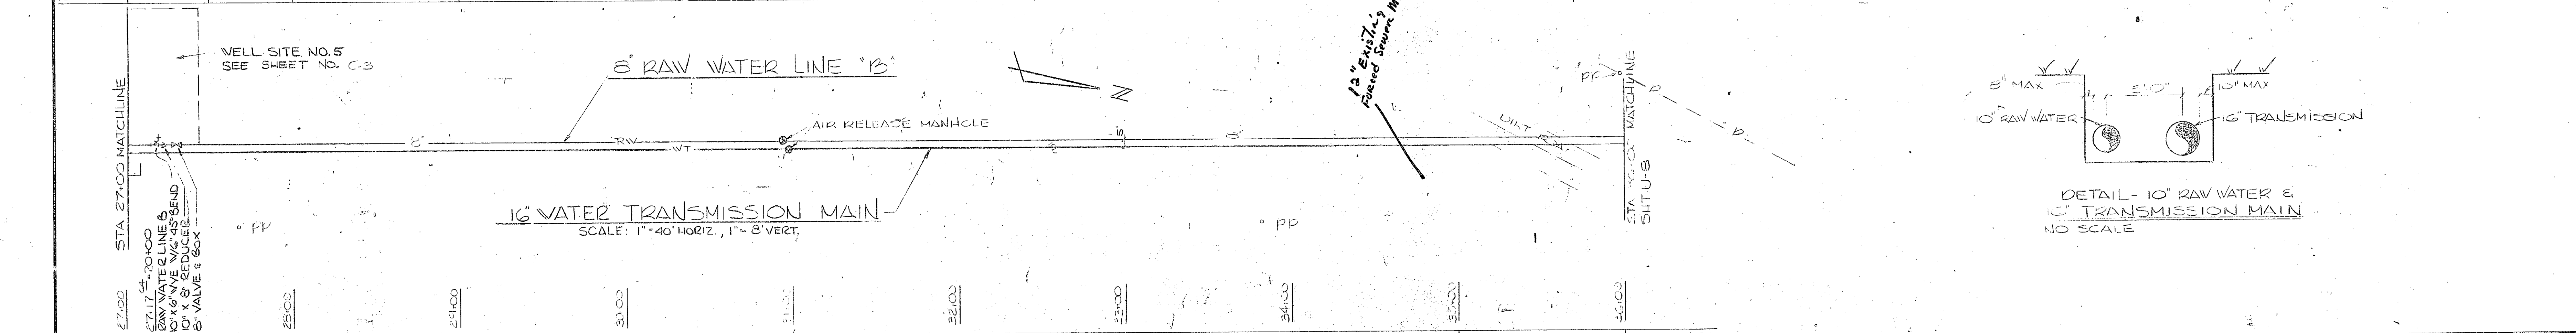 WELL SITE NO. 5
SEE SHEET NO. C-3
8" RAW WATER LINE "B"
12" Existing
Forced Sewer
N
PP
STA 27+00 MATCHLINE
8"
RW
WT
AIR RELEASE MANHOLE
8"
MATCHLINE
SHT U-8
16" WATER TRANSMISSION MAIN
SCALE: 1"=40' HORIZ., 1"= 8' VERT.
PP
PP
RAW WATER LINE B
10" X 6" WYE W/6" 45° BEND
10" X 8" REDUCER
8" VALVE & BOX
27+00
28+00
29+00
30+00
31+00
32+00
33+00
34+00
35+00
36+00
8" MAX
10" MAX
10" RAW WATER
16" TRANSMISSION
DETAIL - 10" RAW WATER &
16" TRANSMISSION MAIN
NO SCALE